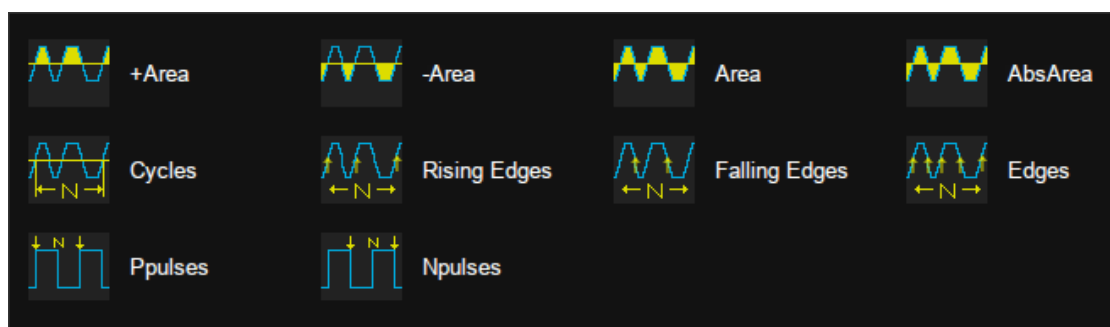 +Area
-Area
Area
AbsArea
N
Cycles
N
Rising Edges
N
Falling Edges
N
Edges
N
Ppulses
N
Npulses